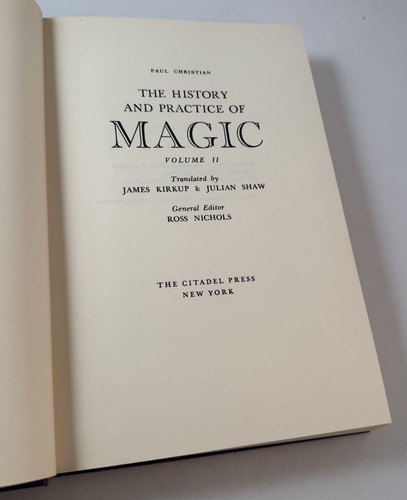 PAUL CHRISTIAN
THE HISTORY
AND PRACTICE OF
MAGIC
VOLUME II
Translated by
JAMES KIRKUP & JULIAN SHAW
General Editor
ROSS NICHOLS
THE CITADEL PRESS
NEW YORK